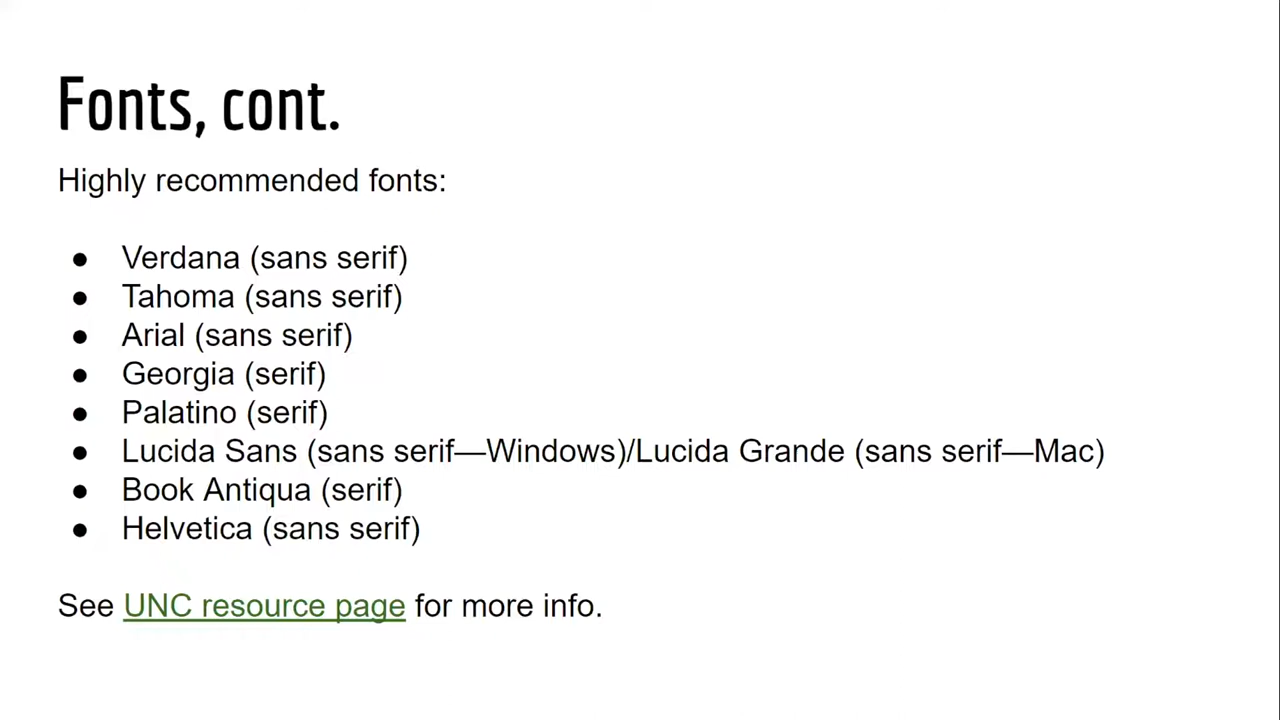 Fonts, cont.
Highly recommended fonts:
● Verdana (sans serif)
● Tahoma (sans serif)
● Arial (sans serif)
● Georgia (serif)
● Palatino (serif)
● Lucida Sans (sans serif—Windows)/Lucida Grande (sans serif—Mac)
● Book Antiqua (serif)
● Helvetica (sans serif)
See UNC resource page for more info.